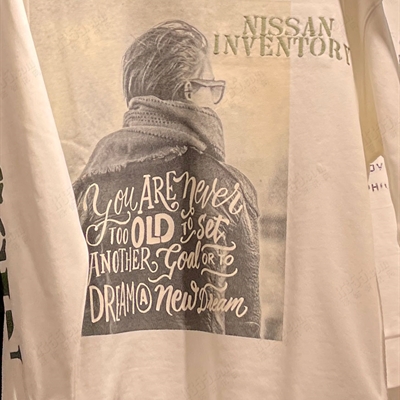 NISSAN
INVENTORY
You ARE never
TOO OLD to Set
ANOTHER Goal OR to
DREAM A New Dream